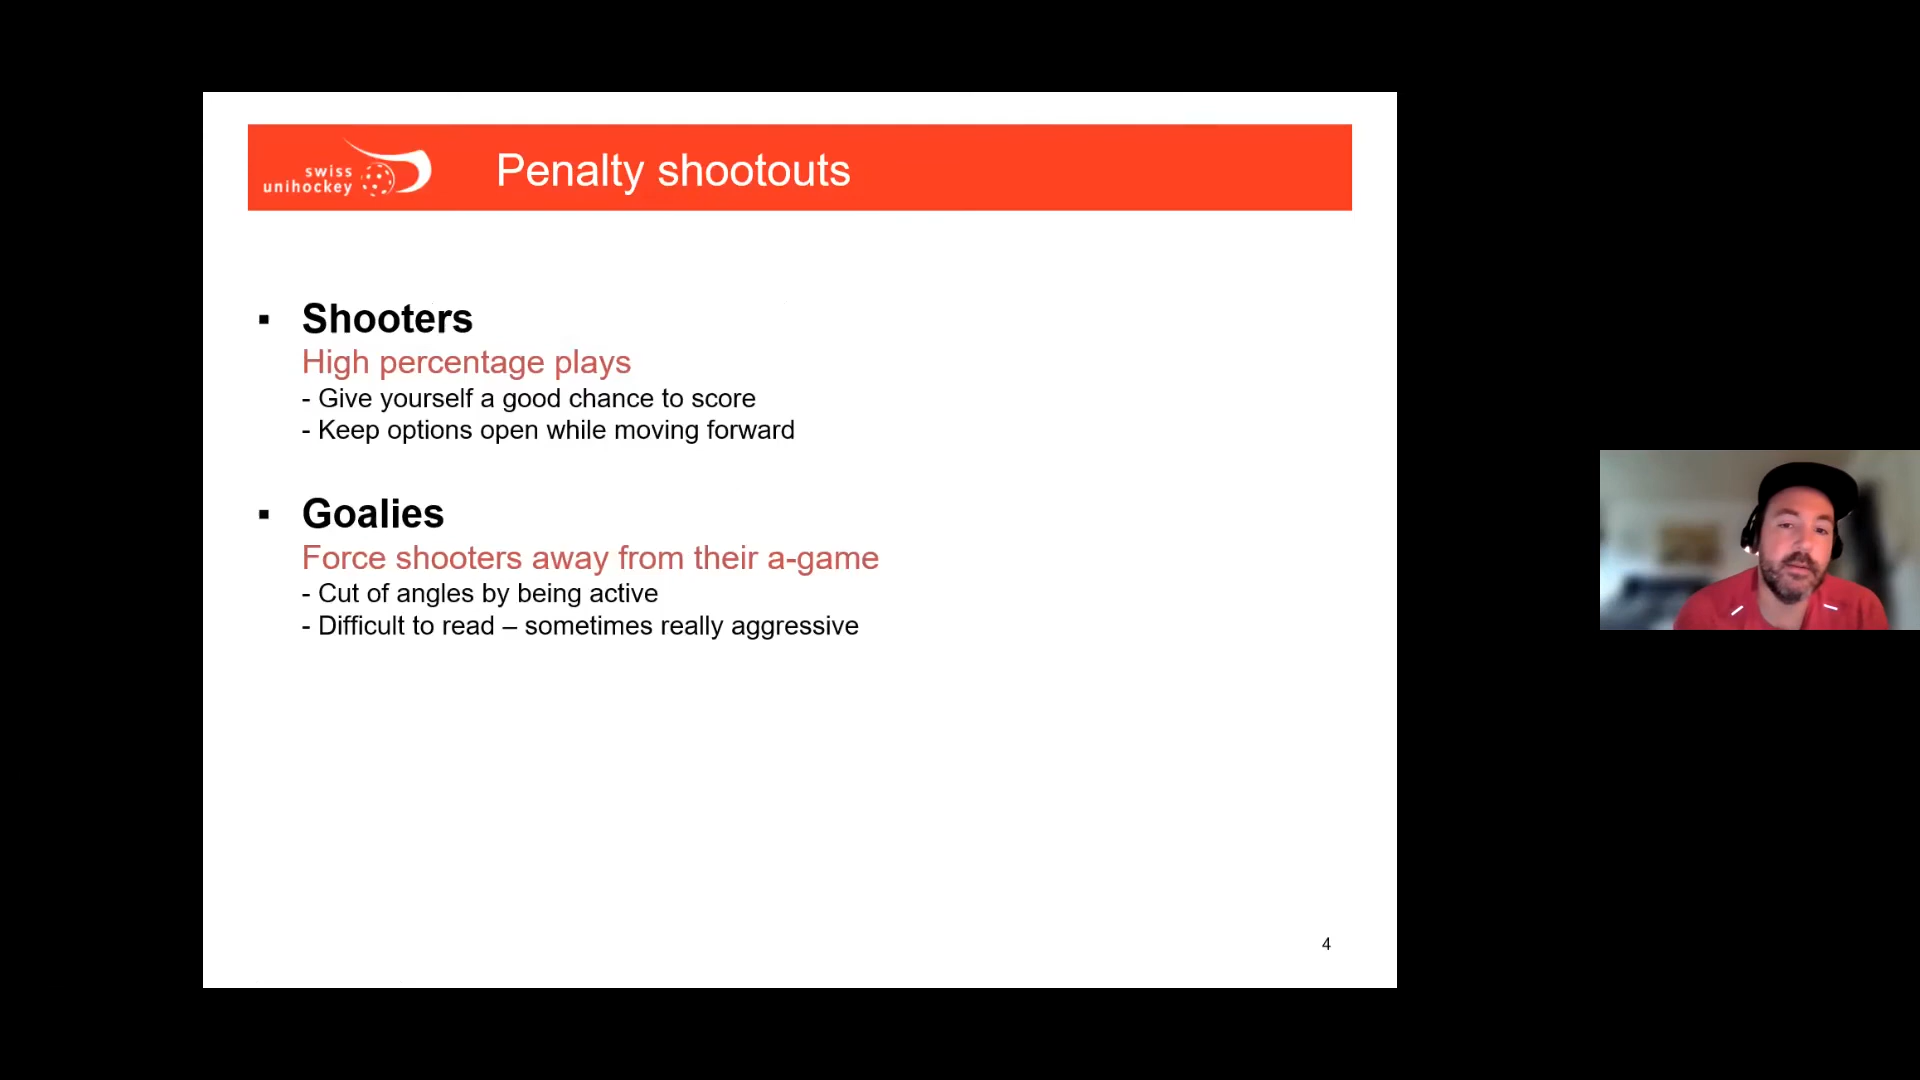 swiss
unihockey
Penalty shootouts
▪ Shooters
High percentage plays
- Give yourself a good chance to score
- Keep options open while moving forward
▪ Goalies
Force shooters away from their a-game
- Cut of angles by being active
- Difficult to read – sometimes really aggressive
4